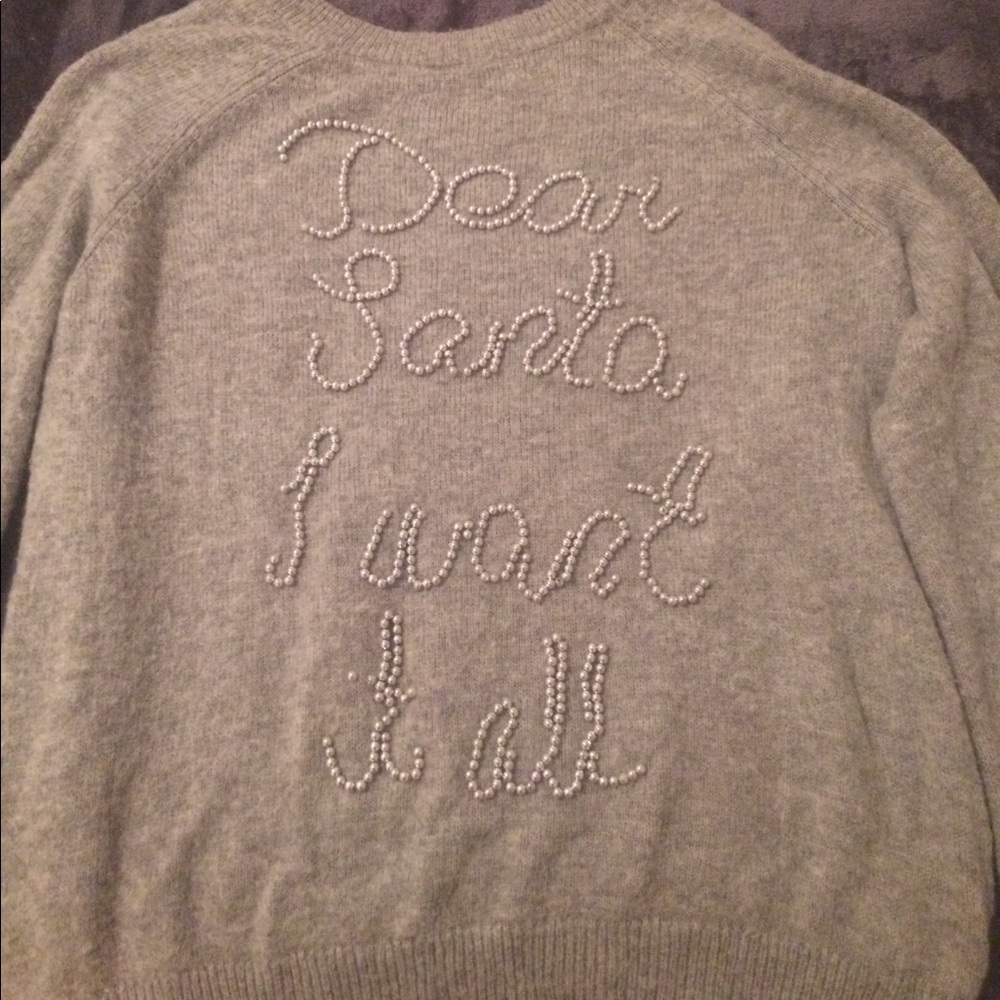 Dear
Santa,
I want
it all